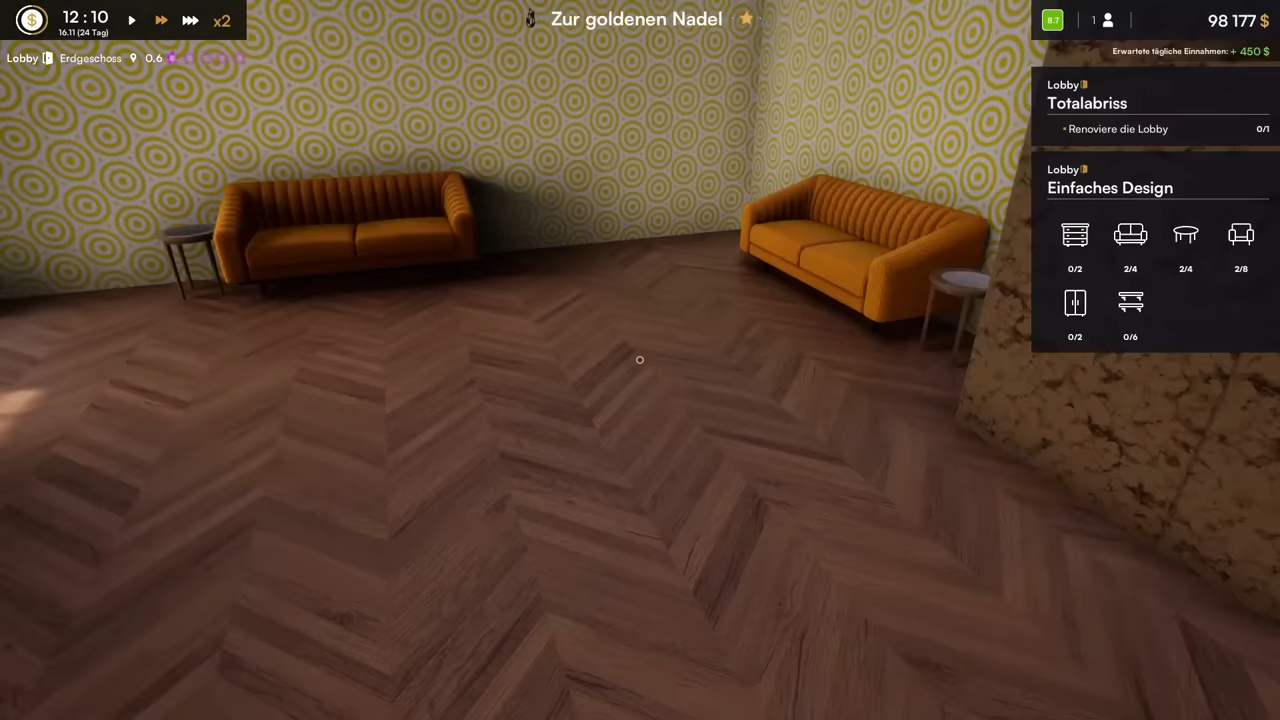 12:10
x2
16.11 (24 Tag)
Zur goldenen Nadel
8.7
1
98 177 $
Erwartete tägliche Einnahmen: + 450 $
Lobby
Erdgeschoss
0.6
Lobby
Totalabriss
Renoviere die Lobby
0/1
Lobby
Einfaches Design
0/2
2/4
2/4
2/8
0/2
0/6